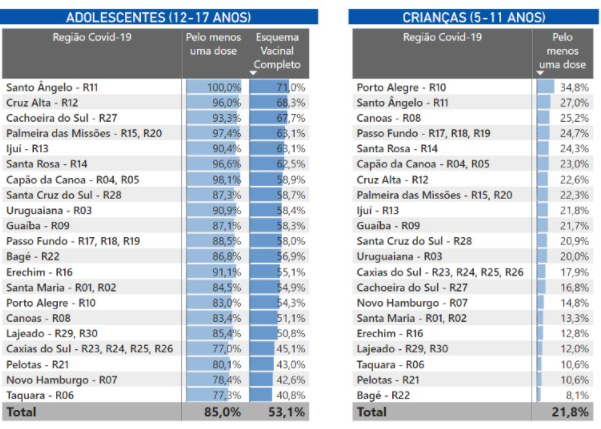 ADOLESCENTES (12-17 ANOS)
Região Covid-19 Pelo menos uma dose Esquema Vacinal Completo
Santo Ângelo - R11 100,0% 71,0%
Cruz Alta - R12 96,0% 68,3%
Cachoeira do Sul - R27 93,3% 67,7%
Palmeira das Missões - R15, R20 97,4% 63,1%
Ijuí - R13 90,4% 63,1%
Santa Rosa - R14 96,6% 62,5%
Capão da Canoa - R04, R05 98,1% 58,9%
Santa Cruz do Sul - R28 87,3% 58,7%
Uruguaiana - R03 90,9% 58,4%
Guaíba - R09 87,1% 58,3%
Passo Fundo - R17, R18, R19 88,5% 58,0%
Bagé - R22 86,8% 56,9%
Erechim - R16 91,1% 55,1%
Santa Maria - R01, R02 84,5% 54,9%
Porto Alegre - R10 83,0% 54,3%
Canoas - R08 83,4% 51,1%
Lajeado - R29, R30 85,4% 50,8%
Caxias do Sul - R23, R24, R25, R26 77,0% 45,1%
Pelotas - R21 80,1% 43,0%
Novo Hamburgo - R07 78,4% 42,6%
Taquara - R06 77,3% 40,8%
Total 85,0% 53,1%
CRIANÇAS (5-11 ANOS)
Região Covid-19 Pelo menos uma dose
Porto Alegre - R10 34,8%
Santo Ângelo - R11 27,0%
Canoas - R08 25,2%
Passo Fundo - R17, R18, R19 24,7%
Santa Rosa - R14 24,3%
Capão da Canoa - R04, R05 23,0%
Cruz Alta - R12 22,6%
Palmeira das Missões - R15, R20 22,3%
Ijuí - R13 21,8%
Guaíba - R09 21,7%
Santa Cruz do Sul - R28 20,9%
Uruguaiana - R03 20,0%
Caxias do Sul - R23, R24, R25, R26 17,9%
Cachoeira do Sul - R27 16,8%
Novo Hamburgo - R07 14,8%
Santa Maria - R01, R02 13,3%
Erechim - R16 12,8%
Lajeado - R29, R30 12,0%
Taquara - R06 10,6%
Pelotas - R21 10,6%
Bagé - R22 8,1%
Total 21,8%